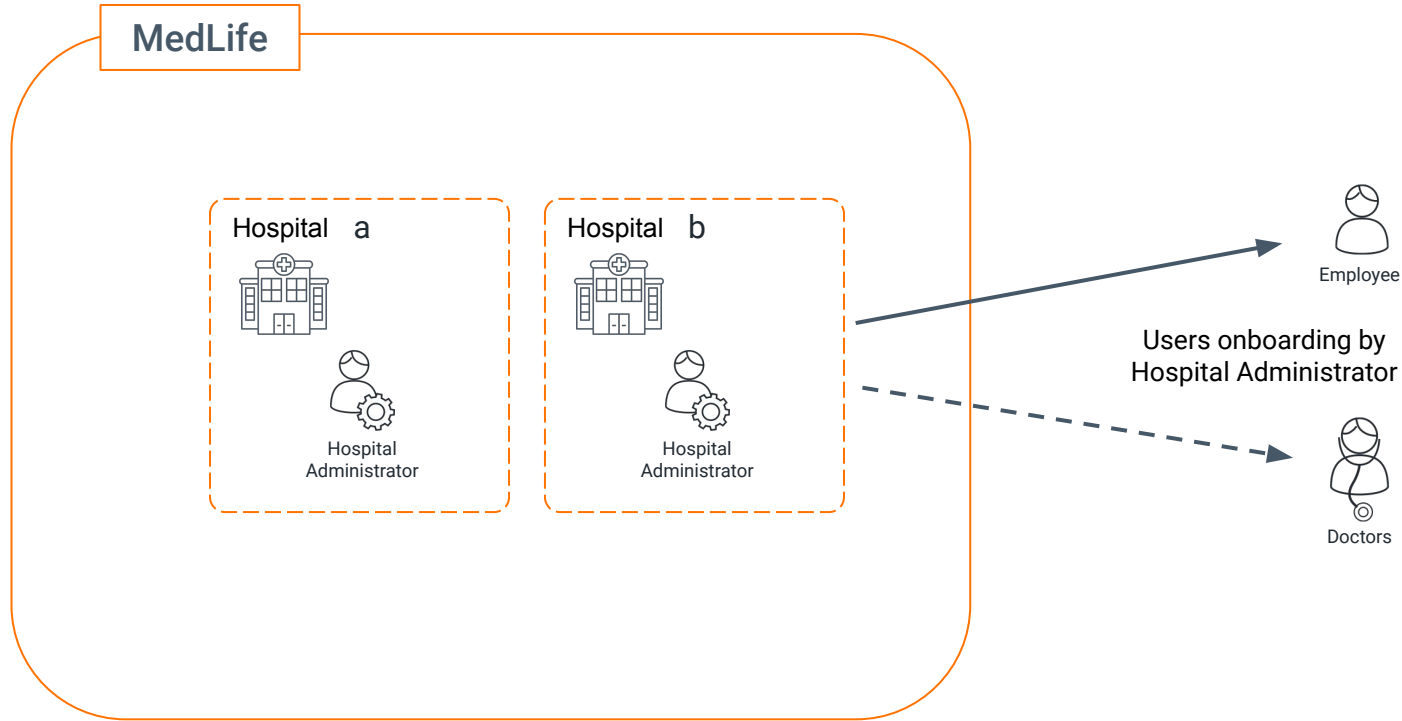 MedLife
Hospital a
Hospital
Administrator
Hospital b
Hospital
Administrator
Employee
Users onboarding by
Hospital Administrator
Doctors